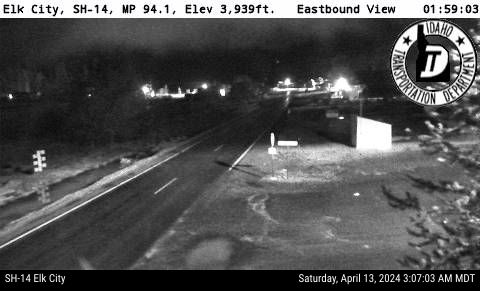 Elk City, SH-14, MP 94.1, Elev 3,939ft. Eastbound View 01:59:03
IDAHO
TRANSPORTATION DEPARTMENT
SH-14 Elk City Saturday, April 13, 2024 3:07:03 AM MDT